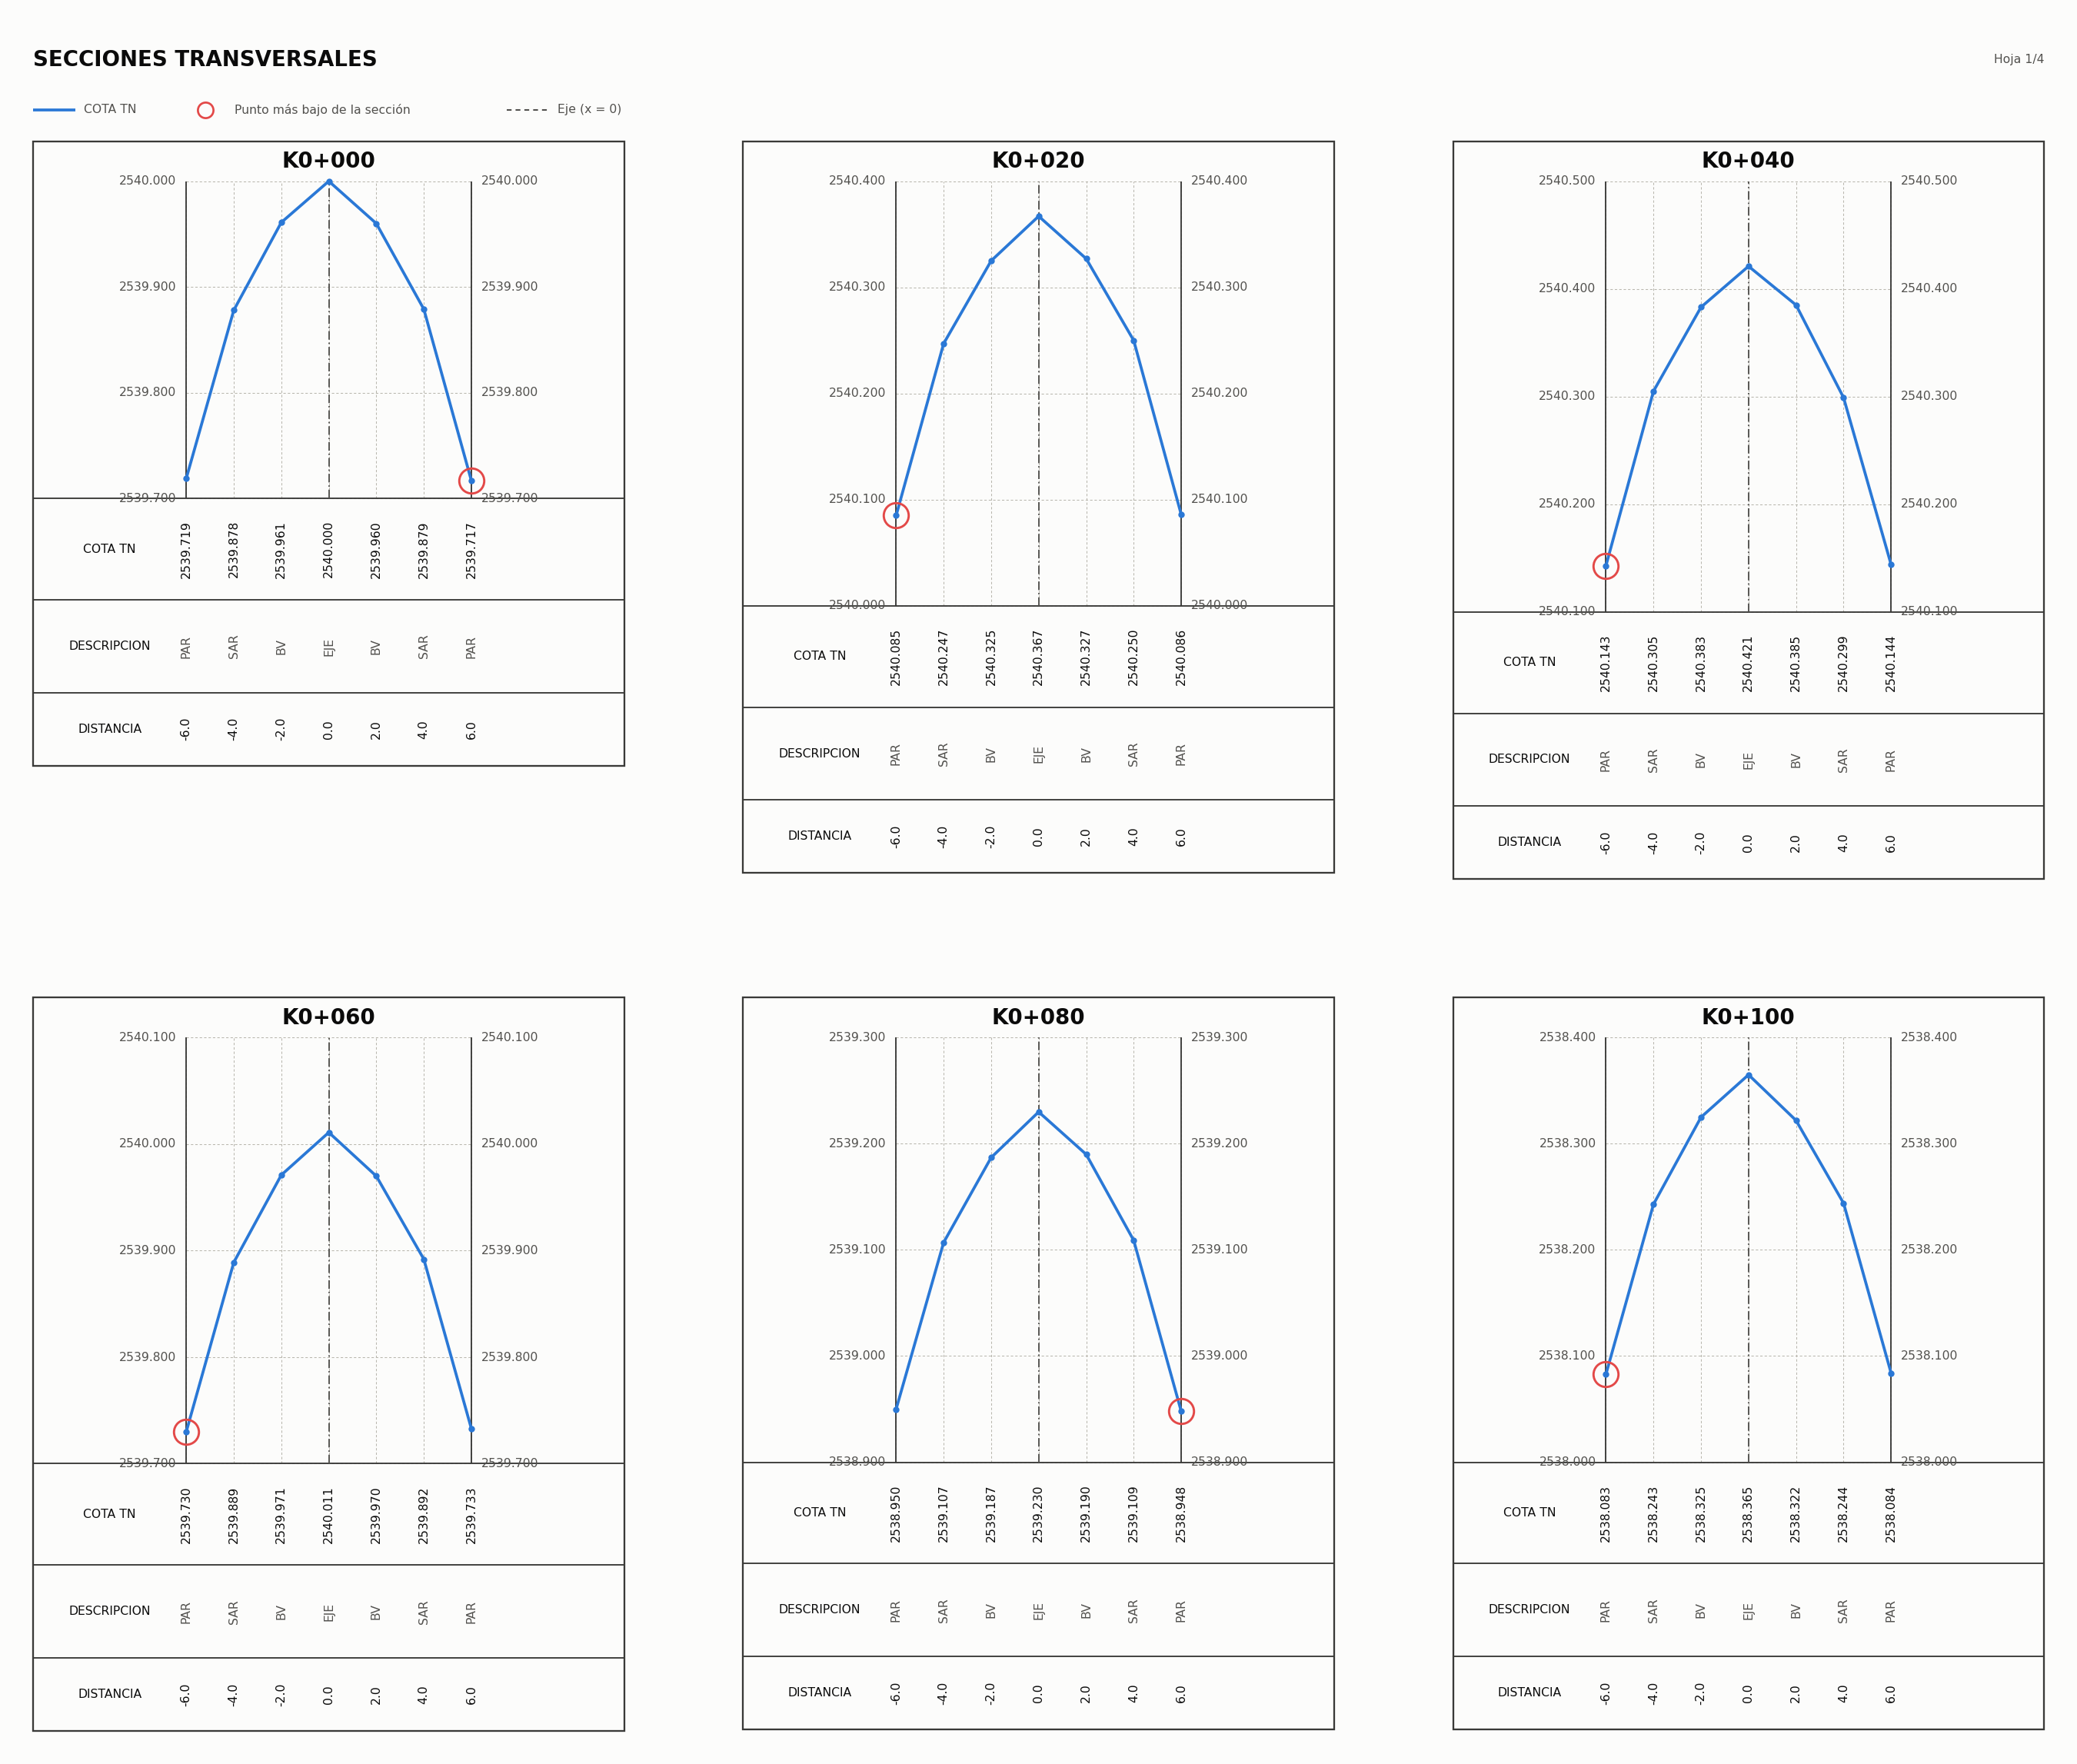 SECCIONES TRANSVERSALES
Hoja 1/4
COTA TN
Punto más bajo de la sección
Eje (x = 0)
K0+000
2540.000 2540.000
2539.900 2539.900
2539.800 2539.800
2539.700 2539.700
COTA TN 2539.719 2539.878 2539.961 2540.000 2539.960 2539.879 2539.717
DESCRIPCION PAR SAR BV EJE BV SAR PAR
DISTANCIA -6.0 -4.0 -2.0 0.0 2.0 4.0 6.0
K0+020
2540.400 2540.400
2540.300 2540.300
2540.200 2540.200
2540.100 2540.100
2540.000 2540.000
COTA TN 2540.085 2540.247 2540.325 2540.367 2540.327 2540.250 2540.086
DESCRIPCION PAR SAR BV EJE BV SAR PAR
DISTANCIA -6.0 -4.0 -2.0 0.0 2.0 4.0 6.0
K0+040
2540.500 2540.500
2540.400 2540.400
2540.300 2540.300
2540.200 2540.200
2540.100 2540.100
COTA TN 2540.143 2540.305 2540.383 2540.421 2540.385 2540.299 2540.144
DESCRIPCION PAR SAR BV EJE BV SAR PAR
DISTANCIA -6.0 -4.0 -2.0 0.0 2.0 4.0 6.0
K0+060
2540.100 2540.100
2540.000 2540.000
2539.900 2539.900
2539.800 2539.800
2539.700 2539.700
COTA TN 2539.730 2539.889 2539.971 2540.011 2539.970 2539.892 2539.733
DESCRIPCION PAR SAR BV EJE BV SAR PAR
DISTANCIA -6.0 -4.0 -2.0 0.0 2.0 4.0 6.0
K0+080
2539.300 2539.300
2539.200 2539.200
2539.100 2539.100
2539.000 2539.000
2538.900 2538.900
COTA TN 2538.950 2539.107 2539.187 2539.230 2539.190 2539.109 2538.948
DESCRIPCION PAR SAR BV EJE BV SAR PAR
DISTANCIA -6.0 -4.0 -2.0 0.0 2.0 4.0 6.0
K0+100
2538.400 2538.400
2538.300 2538.300
2538.200 2538.200
2538.100 2538.100
2538.000 2538.000
COTA TN 2538.083 2538.243 2538.325 2538.365 2538.322 2538.244 2538.084
DESCRIPCION PAR SAR BV EJE BV SAR PAR
DISTANCIA -6.0 -4.0 -2.0 0.0 2.0 4.0 6.0